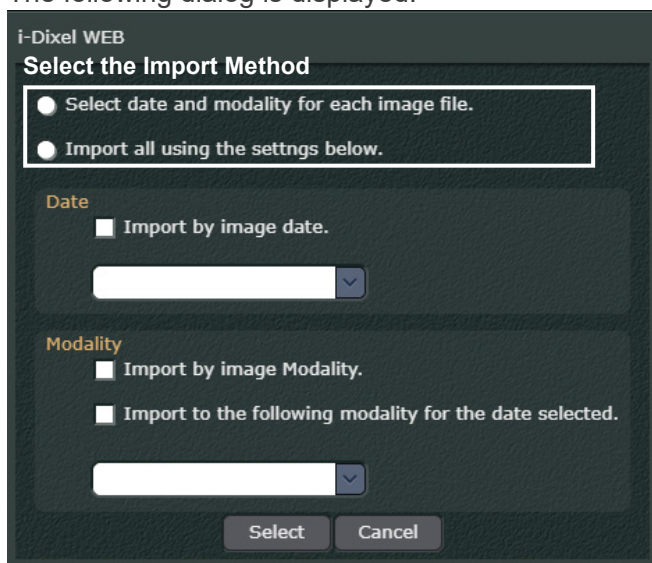 The following dialog is displayed.
i-Dixel WEB
Select the Import Method
Select date and modality for each image file.
Import all using the settngs below.
Date
Import by image date.
Modality
Import by image Modality.
Import to the following modality for the date selected.
Select Cancel